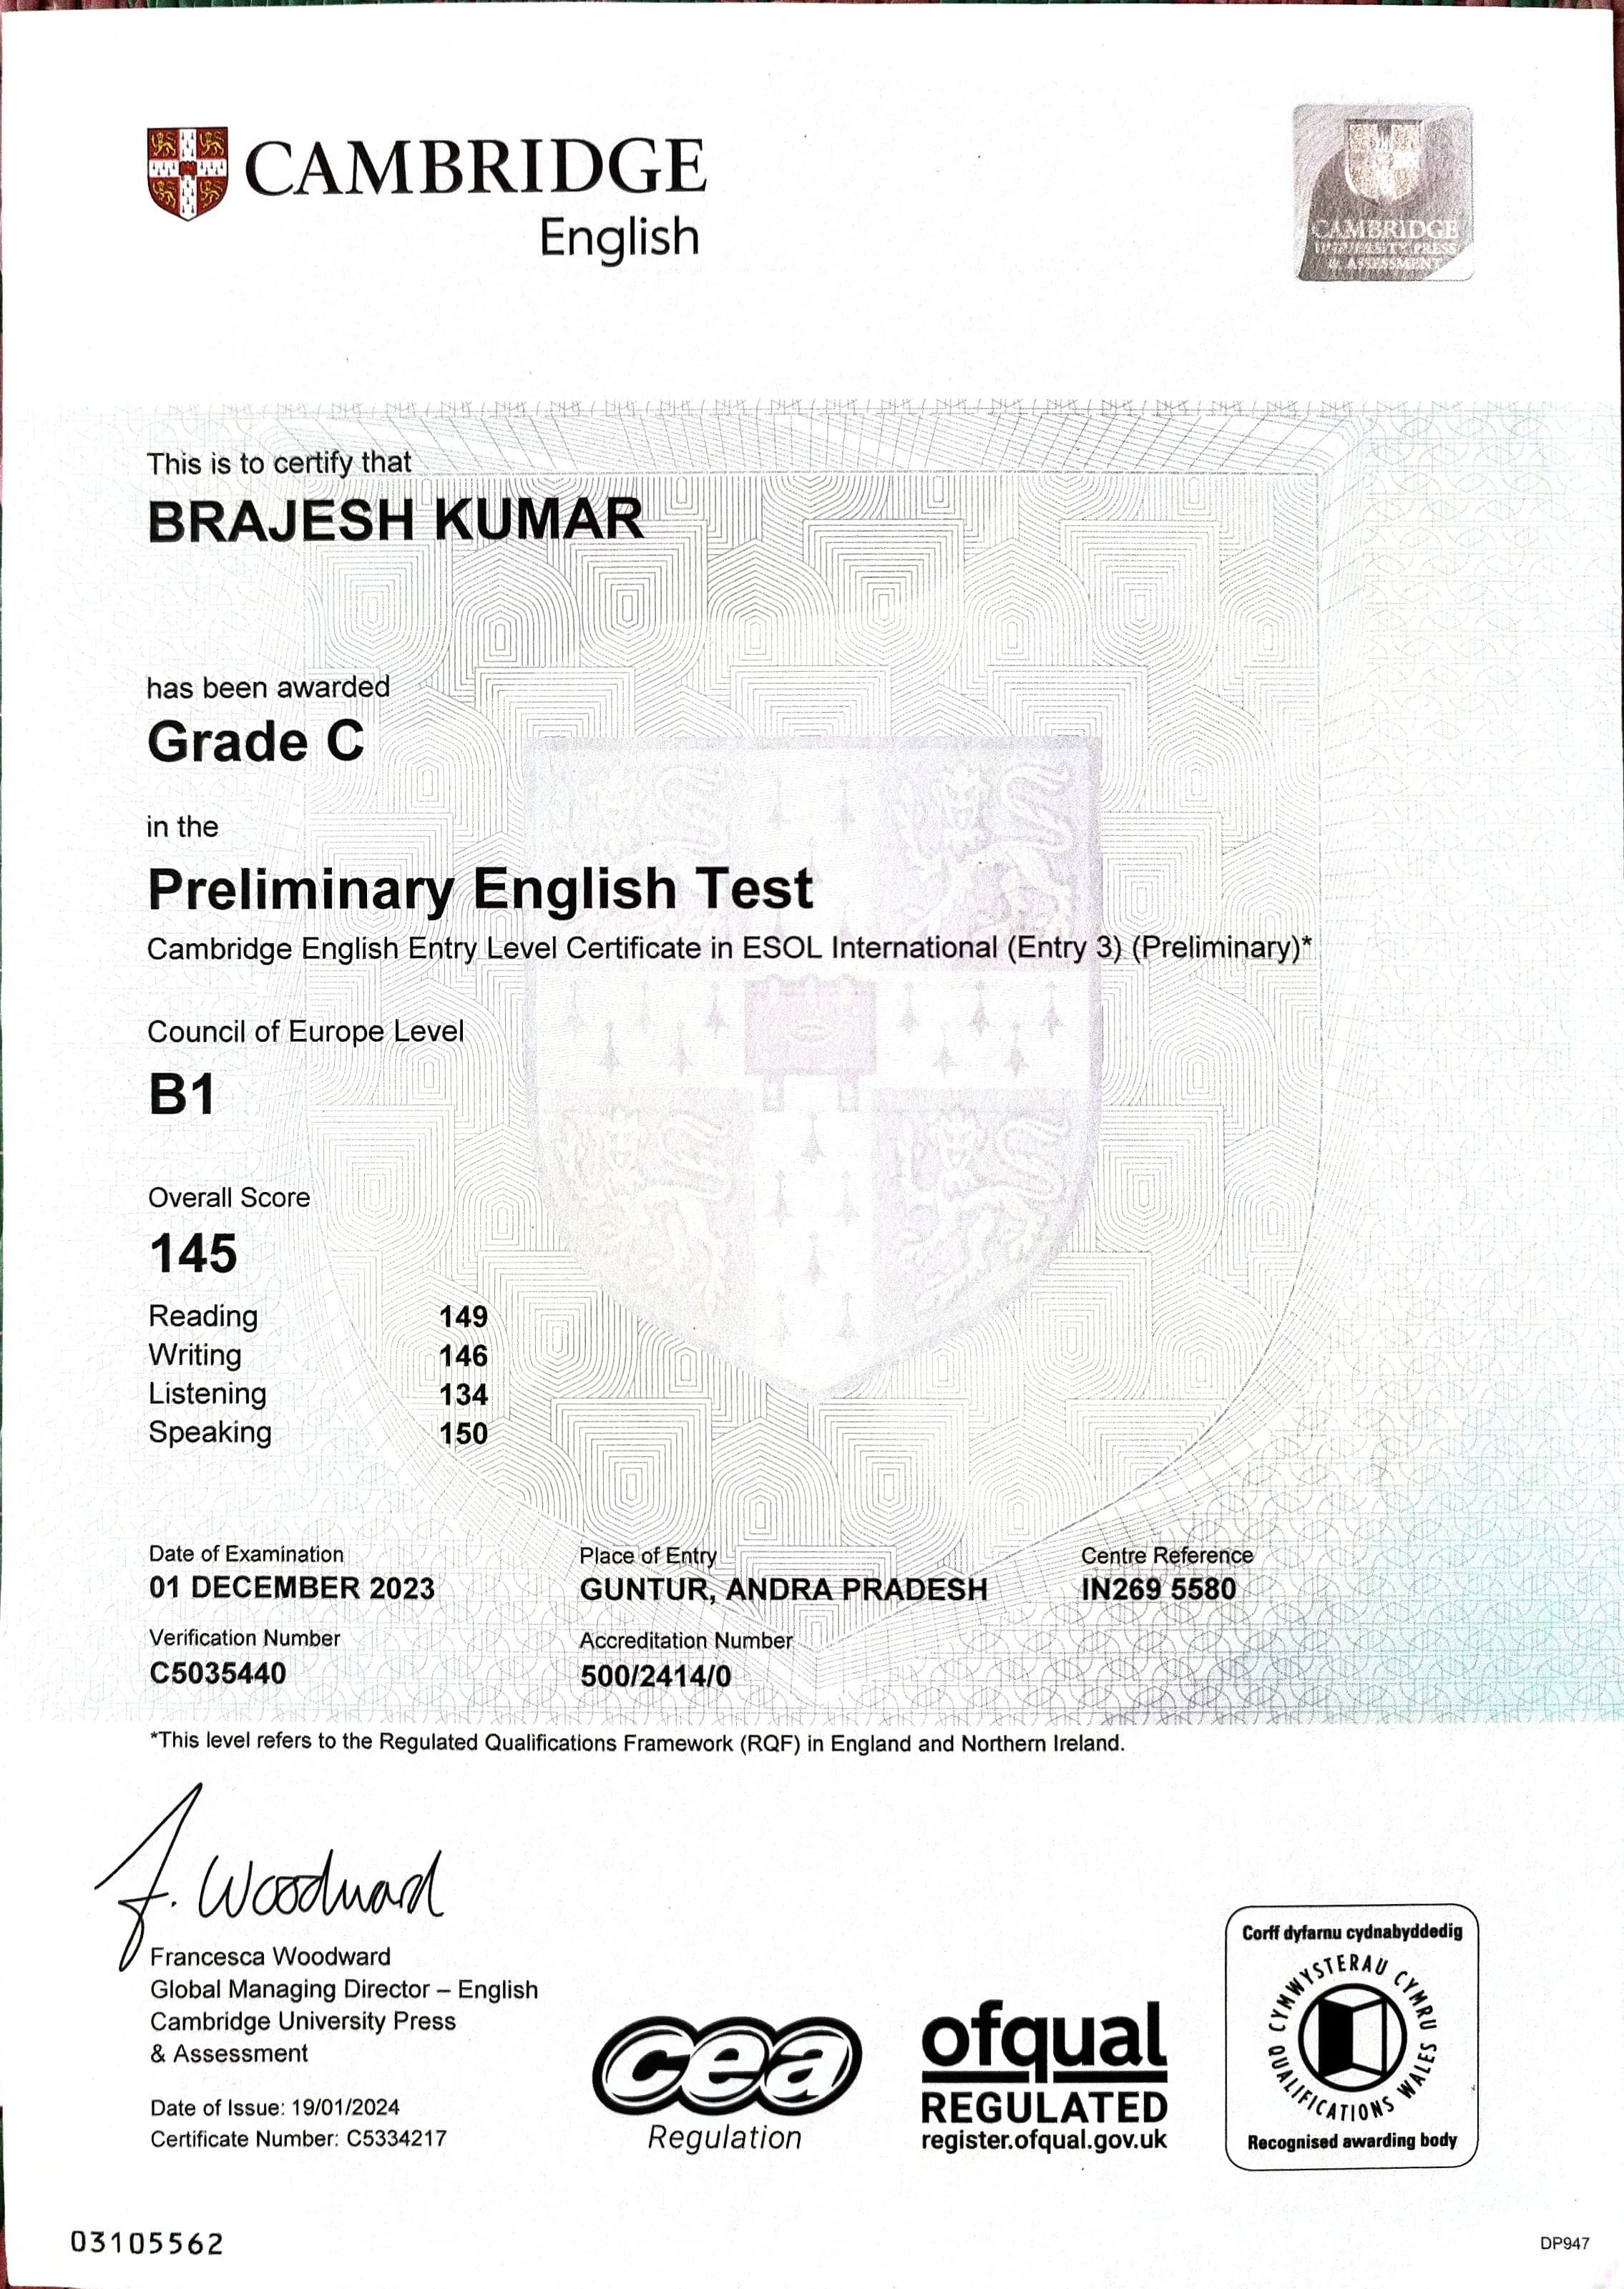 CAMBRIDGE
English
CAMBRIDGE
UNIVERSITY PRESS
& ASSESSMENT
This is to certify that
BRAJESH KUMAR
has been awarded
Grade C
in the
Preliminary English Test
Cambridge English Entry Level Certificate in ESOL International (Entry 3) (Preliminary)*
Council of Europe Level
B1
Overall Score
145
Reading 149
Writing 146
Listening 134
Speaking 150
Date of Examination Place of Entry Centre Reference
01 DECEMBER 2023 GUNTUR, ANDRA PRADESH IN269 5580
Verification Number Accreditation Number
C5035440 500/2414/0
*This level refers to the Regulated Qualifications Framework (RQF) in England and Northern Ireland.
F. Woodward
Francesca Woodward
Global Managing Director – English
Cambridge University Press
& Assessment
Date of Issue: 19/01/2024
Certificate Number: C5334217
cea
Regulation
ofqual
REGULATED
register.ofqual.gov.uk
Corff dyfarnu cydnabyddedig
CYMWYSTERAU CYMRU
QUALIFICATIONS WALES
Recognised awarding body
03105562
DP947